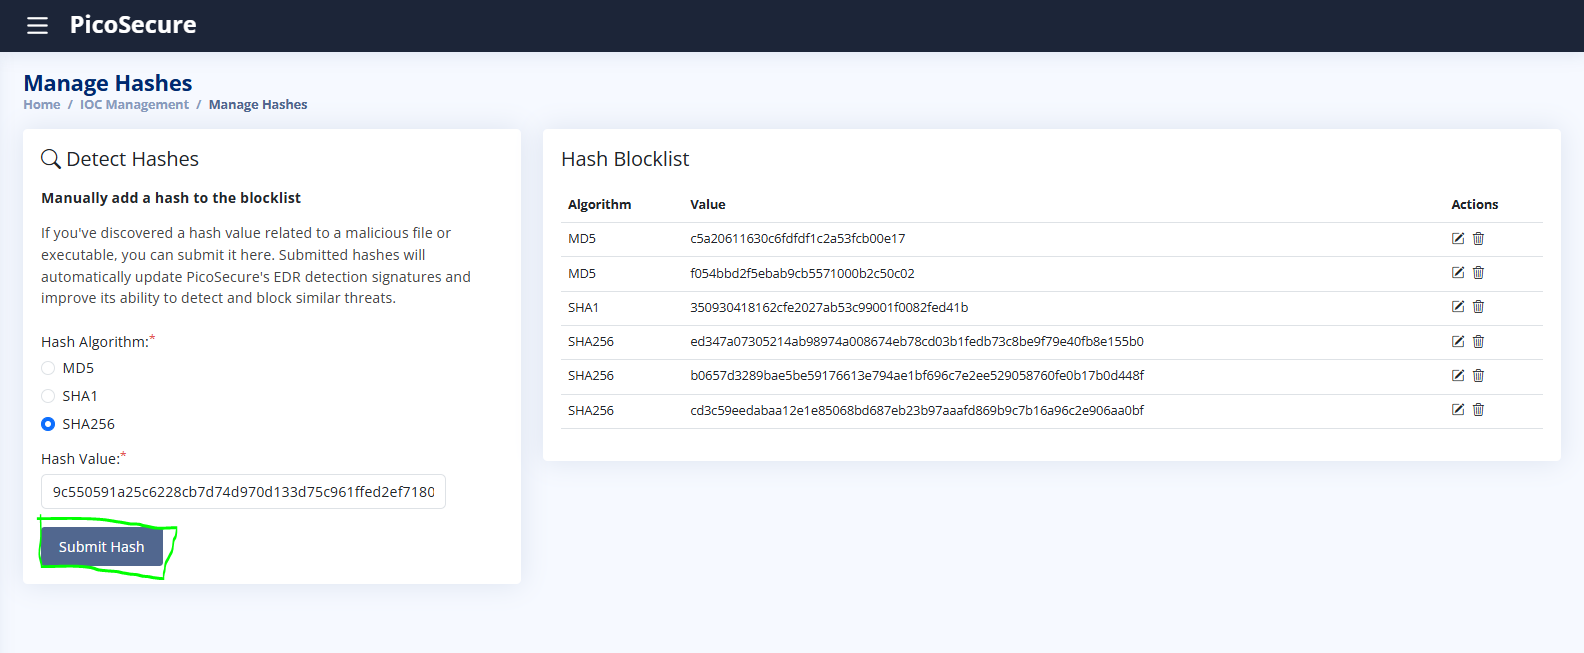 PicoSecure
Manage Hashes
Home / IOC Management / Manage Hashes
Detect Hashes
Manually add a hash to the blocklist
If you've discovered a hash value related to a malicious file or
executable, you can submit it here. Submitted hashes will
automatically update PicoSecure's EDR detection signatures and
improve its ability to detect and block similar threats.
Hash Algorithm:*
MD5
SHA1
SHA256
Hash Value:*
9c550591a25c6228cb7d74d970d133d75c961ffed2ef7180
Submit Hash
Hash Blocklist
Algorithm Value Actions
MD5 c5a20611630c6fdfdf1c2a53fcb00e17
MD5 f054bbd2f5ebab9cb5571000b2c50c02
SHA1 350930418162cfe2027ab53c99001f0082fed41b
SHA256 ed347a07305214ab98974a008674eb78cd03b1fedb73c8be9f79e40fb8e155b0
SHA256 b0657d3289bae5be59176613e794ae1bf696c7e2ee529058760fe0b17b0d448f
SHA256 cd3c59eedabaa12e1e85068bd687eb23b97aaafd869b9c7b16a96c2e906aa0bf